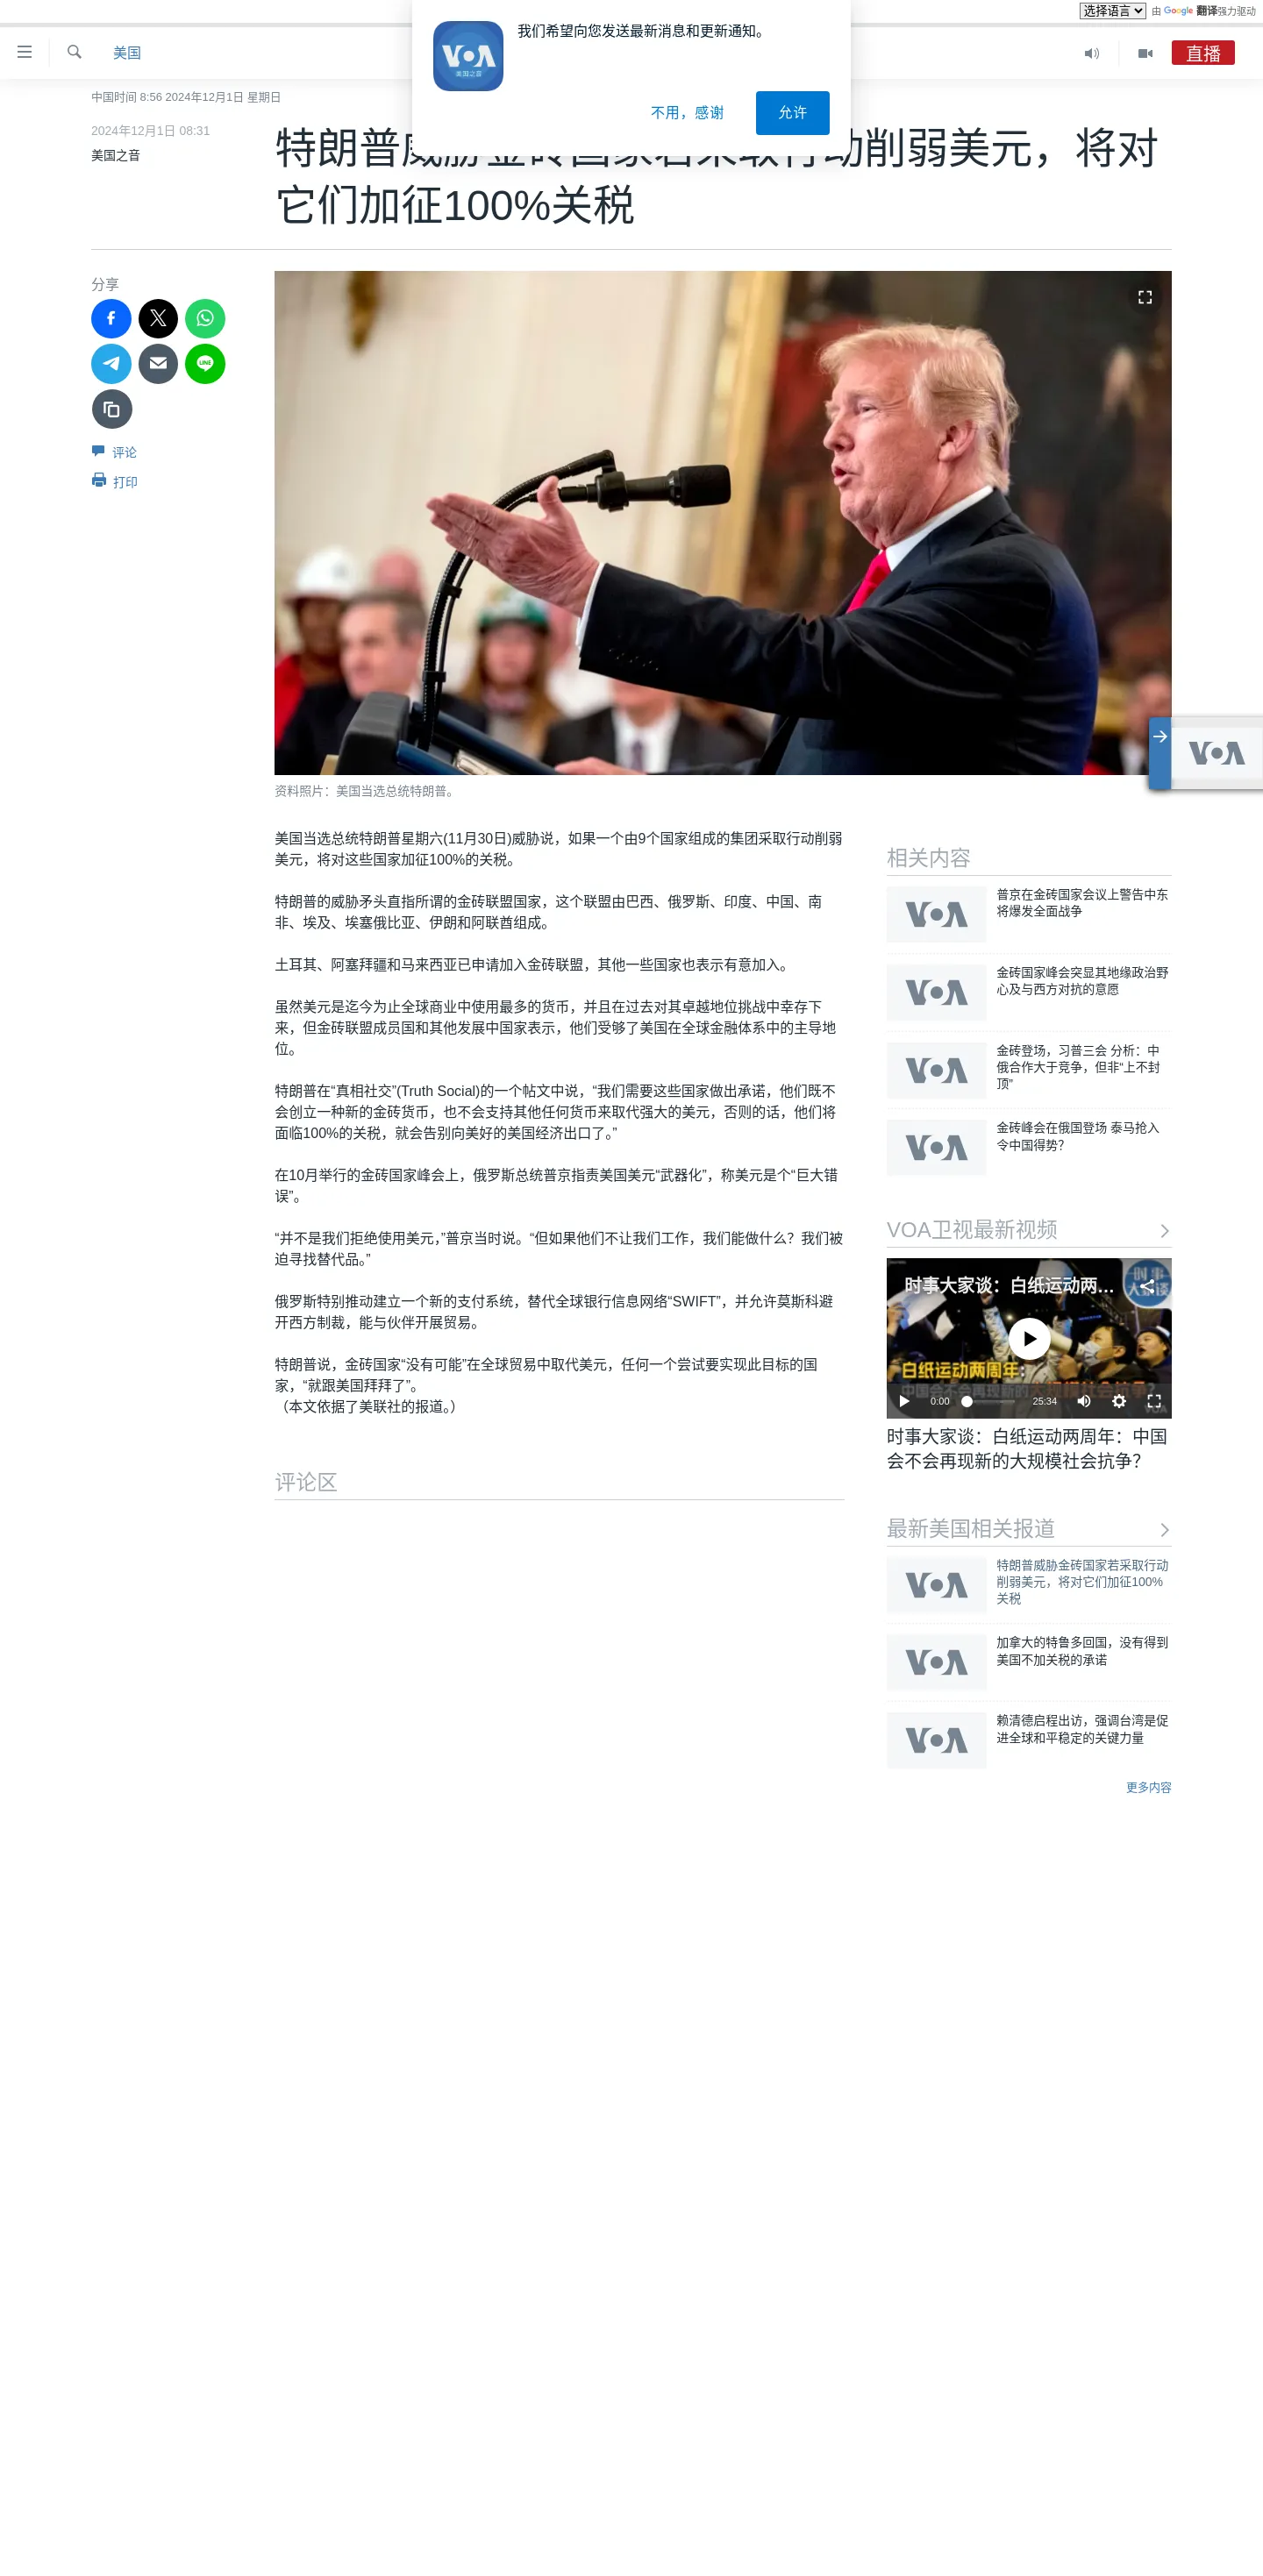 选择语言 由 Google 翻译强力驱动
我们希望向您发送最新消息和更新通知。
VOA
美国之音
不用，感谢
允许
美国
直播
中国时间 8:56 2024年12月1日 星期日
2024年12月1日 08:31
美国之音
特朗普威胁金砖国家若采取行动削弱美元，将对
它们加征100%关税
分享
LINE
评论
打印
资料照片：美国当选总统特朗普。
美国当选总统特朗普星期六(11月30日)威胁说，如果一个由9个国家组成的集团采取行动削弱
美元，将对这些国家加征100%的关税。
特朗普的威胁矛头直指所谓的金砖联盟国家，这个联盟由巴西、俄罗斯、印度、中国、南
非、埃及、埃塞俄比亚、伊朗和阿联酋组成。
土耳其、阿塞拜疆和马来西亚已申请加入金砖联盟，其他一些国家也表示有意加入。
虽然美元是迄今为止全球商业中使用最多的货币，并且在过去对其卓越地位挑战中幸存下
来，但金砖联盟成员国和其他发展中国家表示，他们受够了美国在全球金融体系中的主导地
位。
特朗普在“真相社交”(Truth Social)的一个帖文中说，“我们需要这些国家做出承诺，他们既不
会创立一种新的金砖货币，也不会支持其他任何货币来取代强大的美元，否则的话，他们将
面临100%的关税，就会告别向美好的美国经济出口了。”
在10月举行的金砖国家峰会上，俄罗斯总统普京指责美国美元“武器化”，称美元是个“巨大错
误”。
“并不是我们拒绝使用美元，”普京当时说。“但如果他们不让我们工作，我们能做什么？我们被
迫寻找替代品。”
俄罗斯特别推动建立一个新的支付系统，替代全球银行信息网络“SWIFT”，并允许莫斯科避
开西方制裁，能与伙伴开展贸易。
特朗普说，金砖国家“没有可能”在全球贸易中取代美元，任何一个尝试要实现此目标的国
家，“就跟美国拜拜了”。
（本文依据了美联社的报道。）
评论区
VOA
相关内容
VOA
普京在金砖国家会议上警告中东
将爆发全面战争
VOA
金砖国家峰会突显其地缘政治野
心及与西方对抗的意愿
VOA
金砖登场，习普三会 分析：中
俄合作大于竞争，但非“上不封
顶”
VOA
金砖峰会在俄国登场 泰马抢入
令中国得势？
VOA卫视最新视频
时事大家谈：白纸运动两...
时事
大家谈
白纸运动两周年：
0:00
25:34
VOA
时事大家谈：白纸运动两周年：中国
会不会再现新的大规模社会抗争？
最新美国相关报道
VOA
特朗普威胁金砖国家若采取行动
削弱美元，将对它们加征100%
关税
VOA
加拿大的特鲁多回国，没有得到
美国不加关税的承诺
VOA
赖清德启程出访，强调台湾是促
进全球和平稳定的关键力量
更多内容